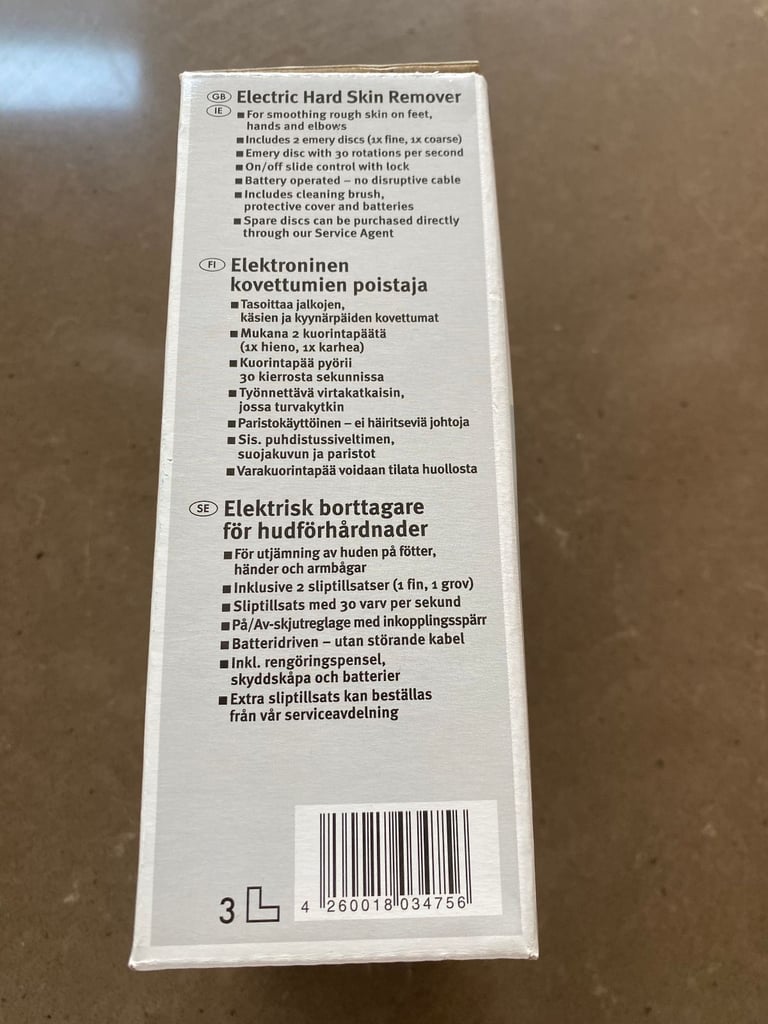 GB Electric Hard Skin Remover
IE ■ For smoothing rough skin on feet,
hands and elbows
■ Includes 2 emery discs (1x fine, 1x coarse)
■ Emery disc with 30 rotations per second
■ On/off slide control with lock
■ Battery operated – no disruptive cable
■ Includes cleaning brush,
protective cover and batteries
■ Spare discs can be purchased directly
through our Service Agent
FI Elektroninen
kovettumien poistaja
■ Tasoittaa jalkojen,
käsien ja kyynärpäiden kovettumat
■ Mukana 2 kuorintapäätä
(1x hieno, 1x karhea)
■ Kuorintapää pyörii
30 kierrosta sekunnissa
■ Työnnettävä virtakatkaisin,
jossa turvakytkin
■ Paristokäyttöinen – ei häiritseviä johtoja
■ Sis. puhdistussiveltimen,
suojakuvun ja paristot
■ Varakuorintapää voidaan tilata huollosta
SE Elektrisk borttagare
för hudförhårdnader
■ För utjämning av huden på fötter,
händer och armbågar
■ Inklusive 2 sliptillsatser (1 fin, 1 grov)
■ Sliptillsats med 30 varv per sekund
■ På/Av-skjutreglage med inkopplingsspärr
■ Batteridriven – utan störande kabel
■ Inkl. rengöringspensel,
skyddskåpa och batterier
■ Extra sliptillsats kan beställas
från vår serviceavdelning
3 L
4 260018 034756